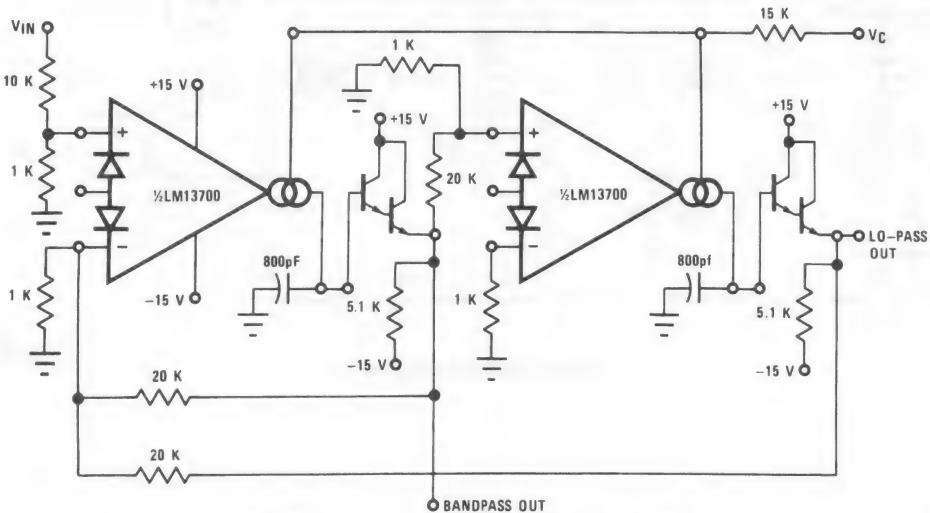 VIN
10 K
1 K
1 K
+
−
+15 V
−15 V
½LM13700
800pF
1 K
+15 V
20 K
5.1 K
−15 V
+
−
1 K
½LM13700
15 K
VC
800pf
+15 V
LO-PASS
OUT
5.1 K
−15 V
20 K
20 K
BANDPASS OUT